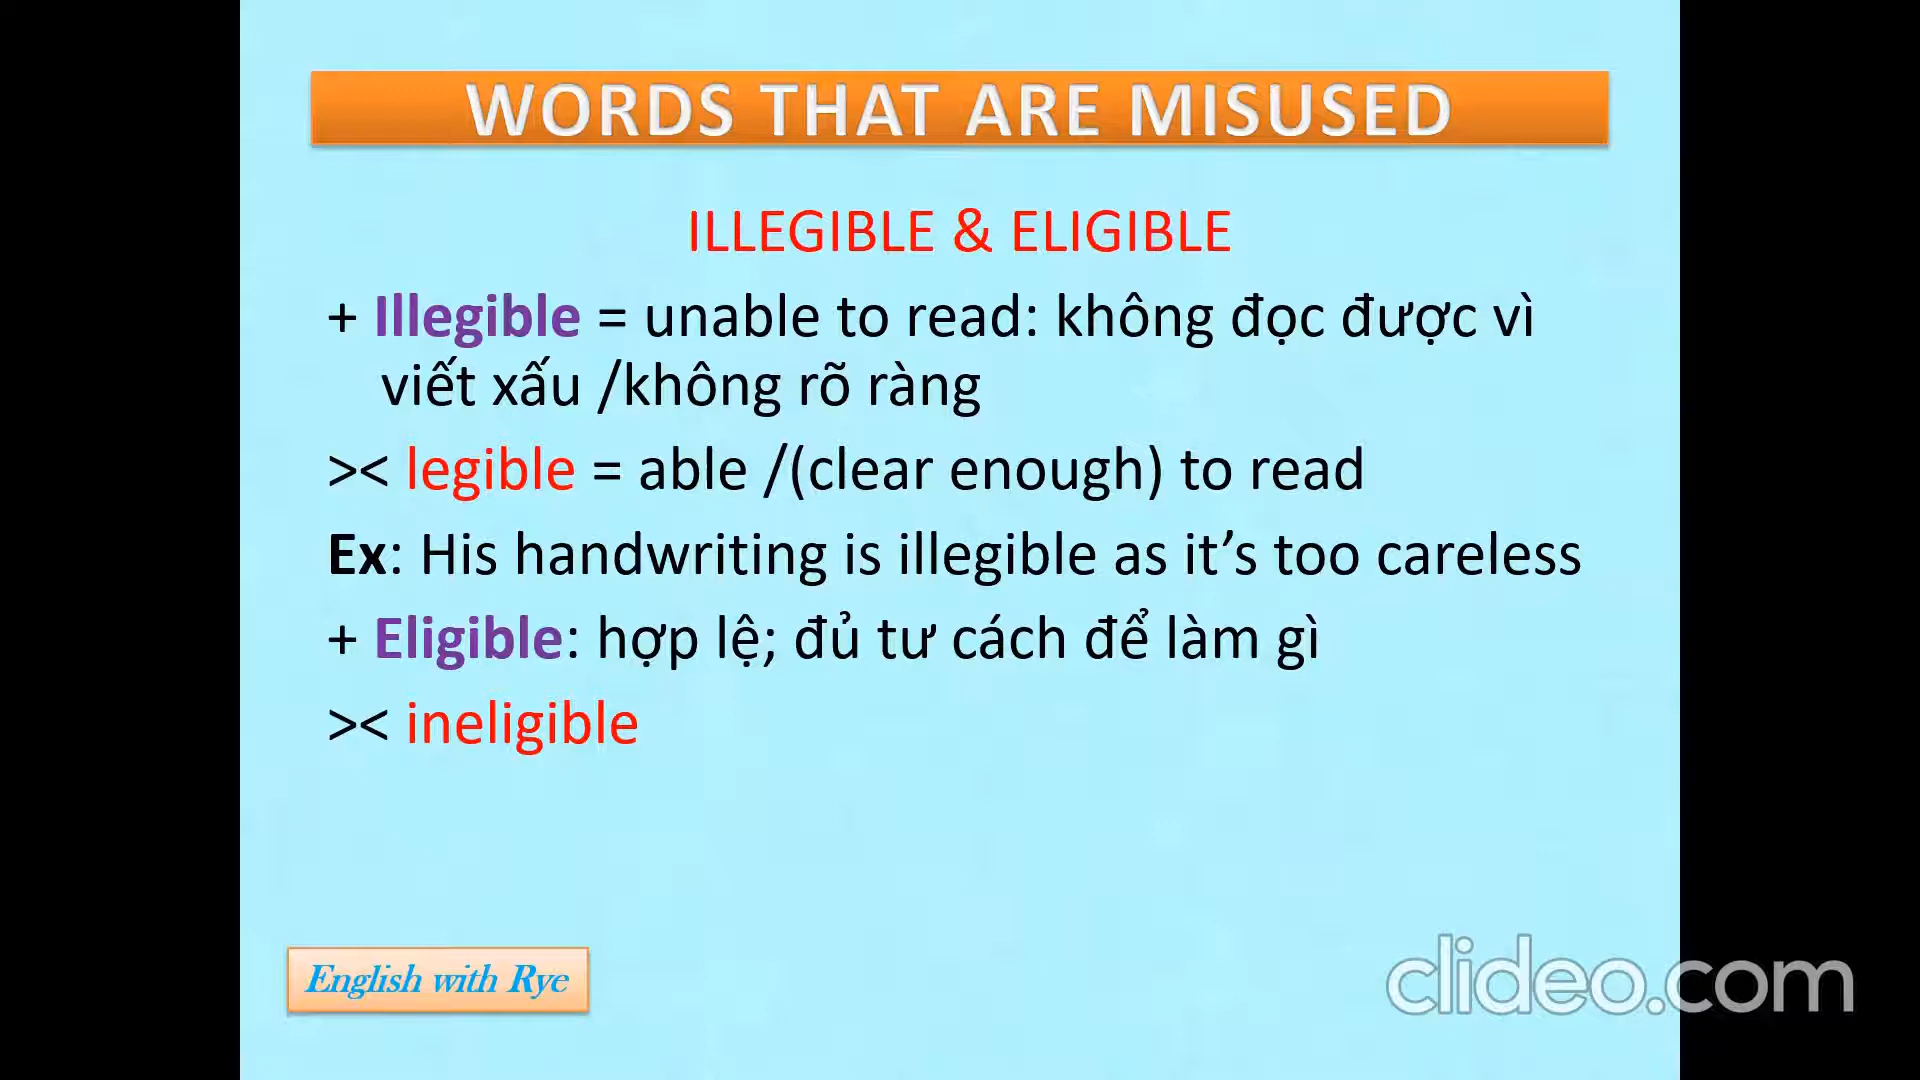 WORDS THAT ARE MISUSED
ILLEGIBLE & ELIGIBLE
+ Illegible = unable to read: không đọc được vì
viết xấu /không rõ ràng
>< legible = able /(clear enough) to read
Ex: His handwriting is illegible as it’s too careless
+ Eligible: hợp lệ; đủ tư cách để làm gì
>< ineligible
English with Rye
clideo.com